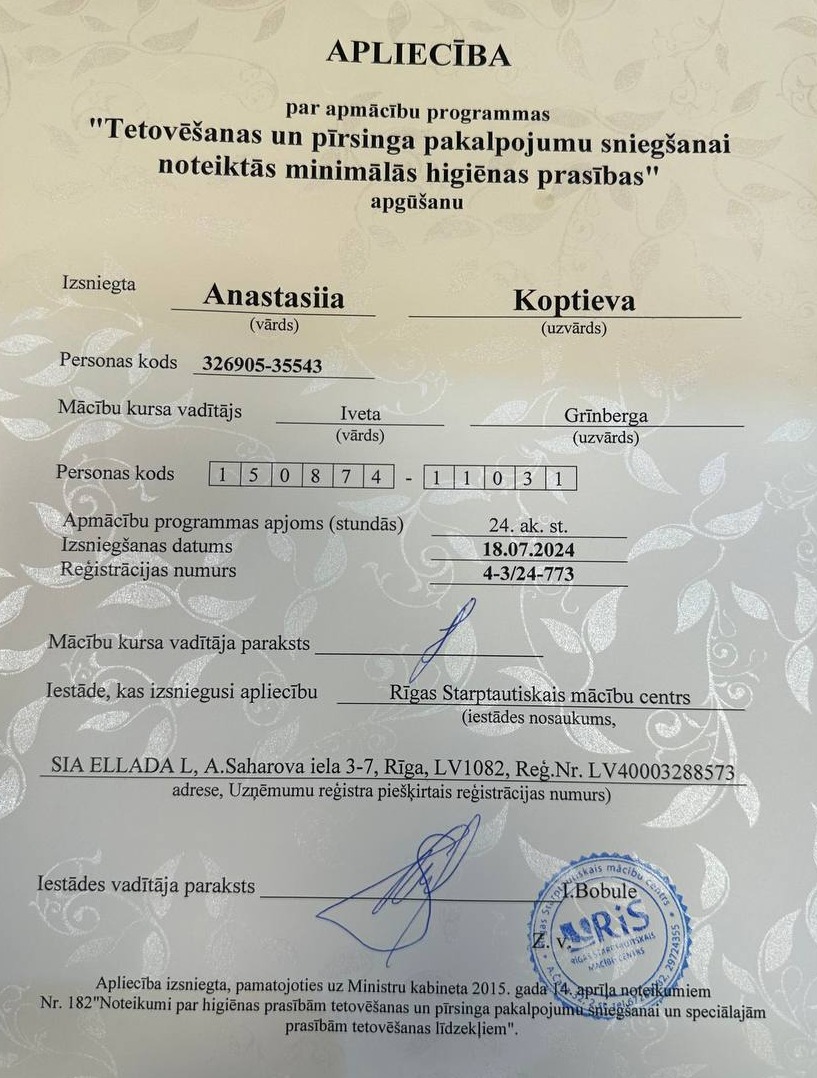 APLIECĪBA
par apmācību programmas
"Tetovēšanas un pīrsinga pakalpojumu sniegšanai
noteiktās minimālās higiēnas prasības"
apgūšanu
Izsniegta Anastasiia Koptieva
(vārds) (uzvārds)
Personas kods 326905-35543
Mācību kursa vadītājs Iveta Grīnberga
(vārds) (uzvārds)
Personas kods 1 5 0 8 7 4 - 1 1 0 3 1
Apmācību programmas apjoms (stundās) 24. ak. st.
Izsniegšanas datums 18.07.2024
Reģistrācijas numurs 4-3/24-773
Mācību kursa vadītāja paraksts
Iestāde, kas izsniegusi apliecību Rīgas Starptautiskais mācību centrs
(iestādes nosaukums,
SIA ELLADA L, A.Saharova iela 3-7, Rīga, LV1082, Reģ.Nr. LV40003288573
adrese, Uzņēmumu reģistra piešķirtais reģistrācijas numurs)
Iestādes vadītāja paraksts I.Bobule
Z. v.
RĪGAS STARPTAUTISKAIS
MĀCĪBU CENTRS
Apliecība izsniegta, pamatojoties uz Ministru kabineta 2015. gada 14. aprīļa noteikumiem
Nr. 182"Noteikumi par higiēnas prasībām tetovēšanas un pīrsinga pakalpojumu sniegšanai un speciālajām
prasībām tetovēšanas līdzekļiem".